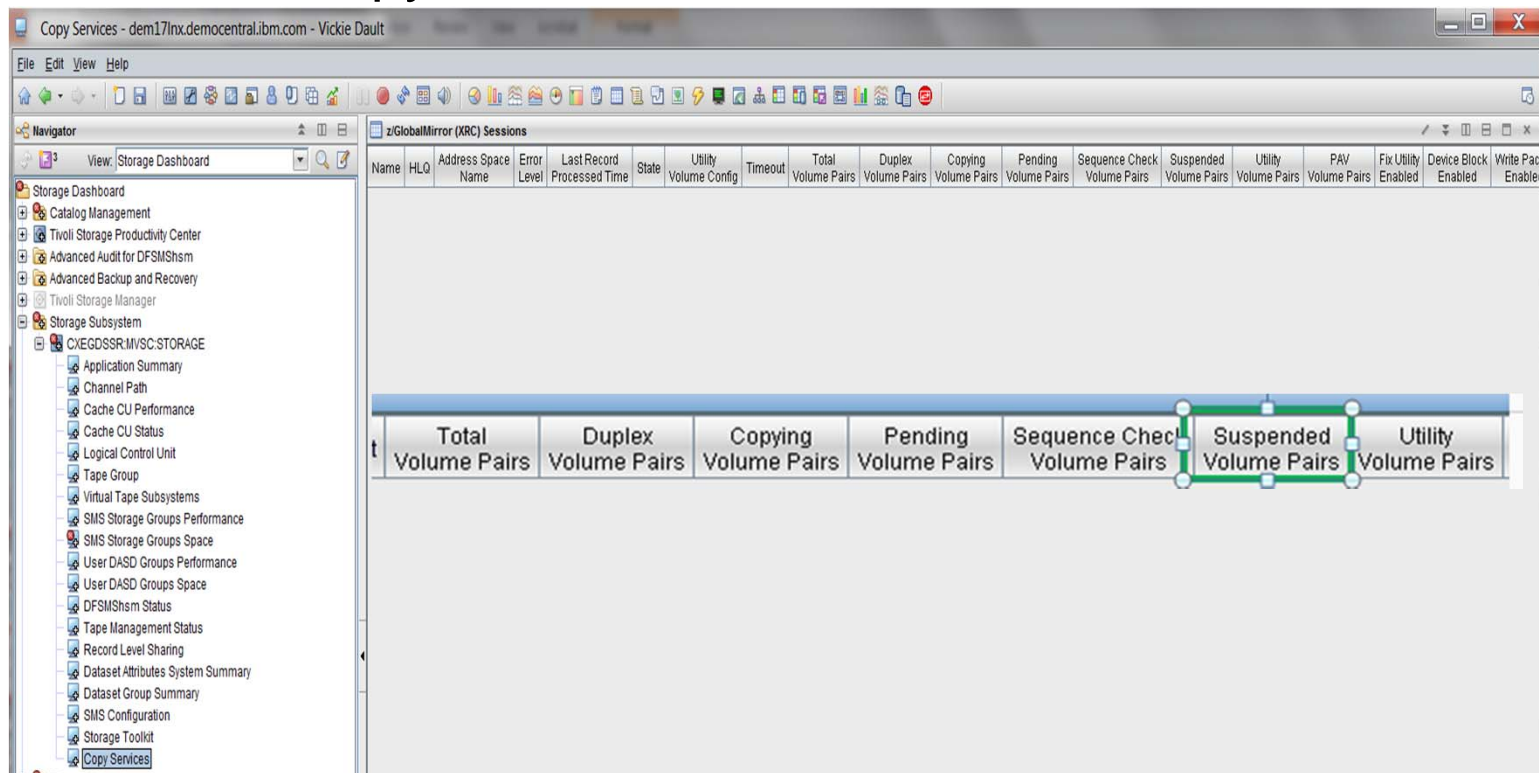 Copy Services - dem17lnx.democentral.ibm.com - Vickie Dault
File Edit View Help
Navigator
z/GlobalMirror (XRC) Sessions
View: Storage Dashboard
Name HLQ Address Space Name Error Level Last Record Processed Time State Utility Volume Config Timeout Total Volume Pairs Duplex Volume Pairs Copying Volume Pairs Pending Volume Pairs Sequence Check Volume Pairs Suspended Volume Pairs Utility Volume Pairs PAV Volume Pairs Fix Utility Enabled Device Block Enabled Write Pac Enable
Storage Dashboard
Catalog Management
Tivoli Storage Productivity Center
Advanced Audit for DFSMShsm
Advanced Backup and Recovery
Tivoli Storage Manager
Storage Subsystem
CXEGDSSR:MVSC:STORAGE
Application Summary
Channel Path
Cache CU Performance
Cache CU Status
Logical Control Unit
Tape Group
Virtual Tape Subsystems
SMS Storage Groups Performance
SMS Storage Groups Space
User DASD Groups Performance
User DASD Groups Space
DFSMShsm Status
Tape Management Status
Record Level Sharing
Dataset Attributes System Summary
Dataset Group Summary
SMS Configuration
Storage Toolkit
Copy Services
t Total Volume Pairs Duplex Volume Pairs Copying Volume Pairs Pending Volume Pairs Sequence Check Volume Pairs Suspended Volume Pairs Utility Volume Pairs